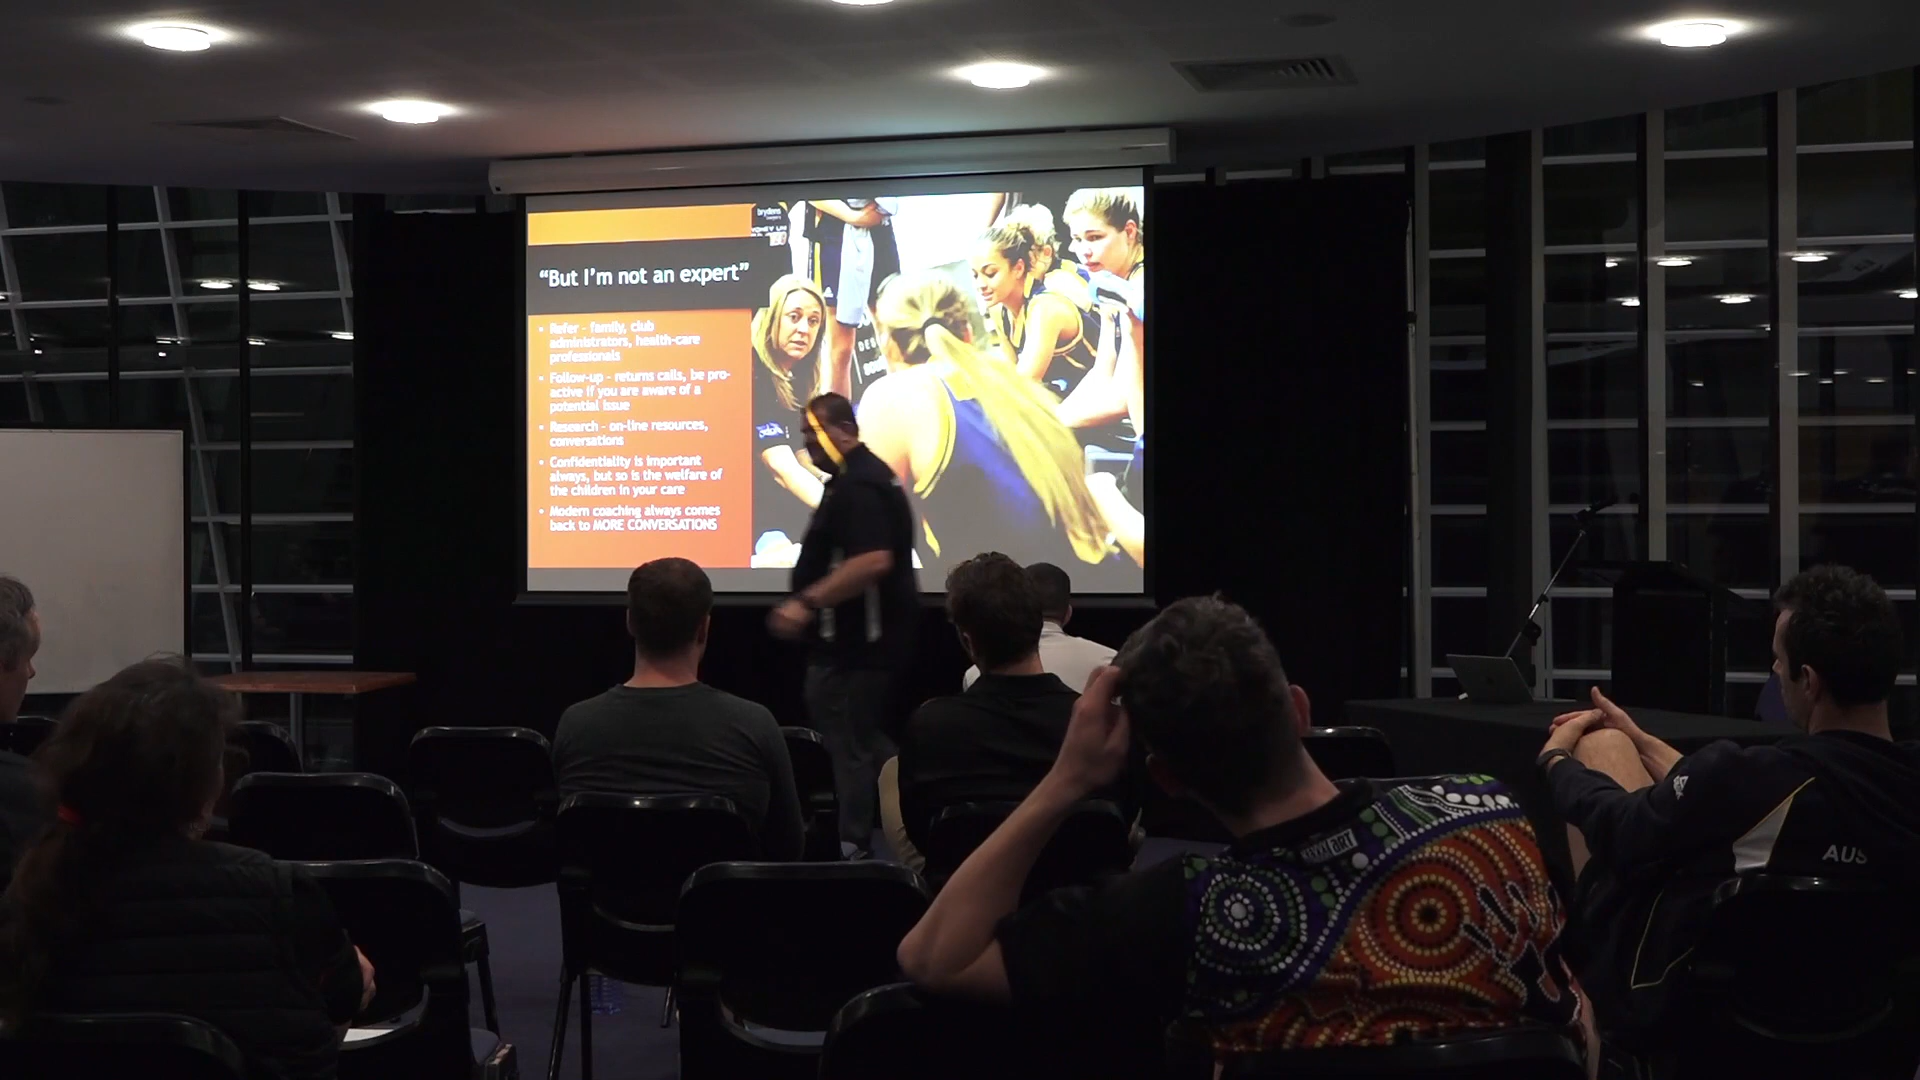 brydens
"But I'm not an expert"
• Refer - family, club
administrators, health-care
professionals
• Follow-up - returns calls, be pro-
active if you are aware of a
potential issue
• Research - on-line resources,
conversations
• Confidentiality is important
always, but so is the welfare of
the children in your care
• Modern coaching always comes
back to MORE CONVERSATIONS
ART
AUS